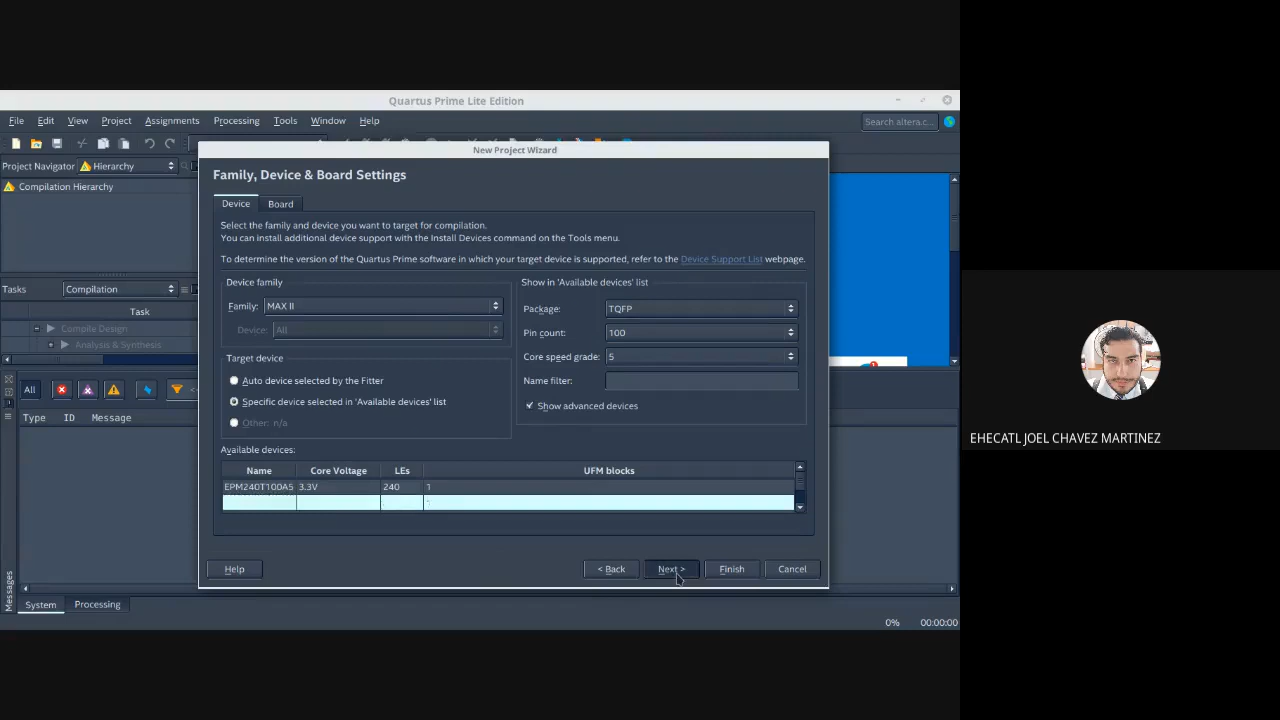 Quartus Prime Lite Edition
File Edit View Project Assignments Processing Tools Window Help
Search altera.c...
Project Navigator Hierarchy
Compilation Hierarchy
Tasks Compilation
Task
Compile Design
Analysis & Synthesis
All
Type ID Message
Messages
System Processing
0% 00:00:00
New Project Wizard
Family, Device & Board Settings
Device Board
Select the family and device you want to target for compilation.
You can install additional device support with the Install Devices command on the Tools menu.
To determine the version of the Quartus Prime software in which your target device is supported, refer to the Device Support List webpage.
Device family
Family: MAX II
Device: All
Target device
Auto device selected by the Fitter
Specific device selected in 'Available devices' list
Other: n/a
Show in 'Available devices' list
Package: TQFP
Pin count: 100
Core speed grade: 5
Name filter:
Show advanced devices
Available devices:
Name Core Voltage LEs UFM blocks
EPM240T100A5 3.3V 240 1
Help < Back Next > Finish Cancel
EHECATL JOEL CHAVEZ MARTINEZ